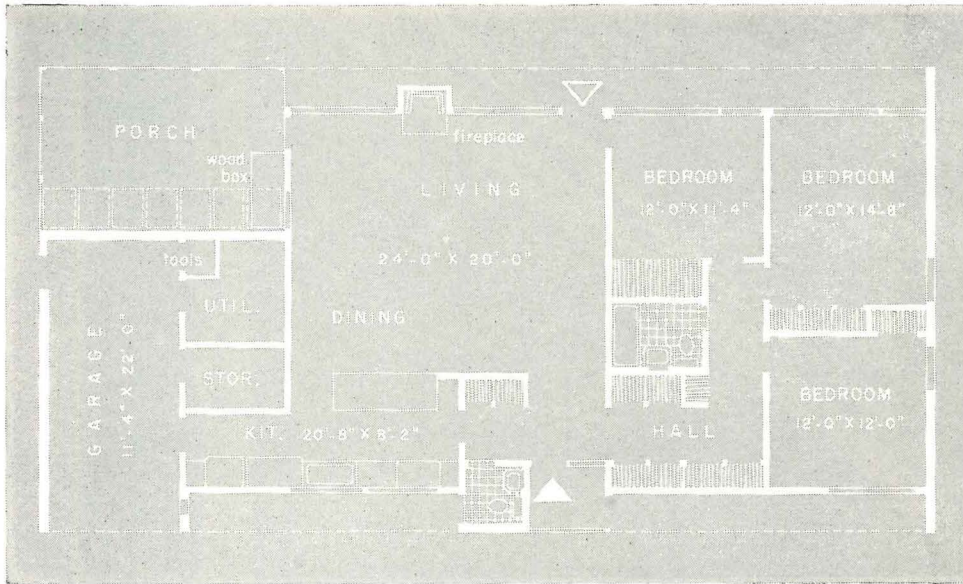 PORCH
wood
box
fireplace
LIVING
24'-0" X 20'-0"
DINING
BEDROOM
12'-0" X 11'-4"
BEDROOM
12'-0" X 14'-8"
tools
UTIL.
STOR.
GARAGE
11'-4" X 22'-0"
KIT. 20'-8" X 8'-2"
HALL
BEDROOM
12'-0" X 12'-0"